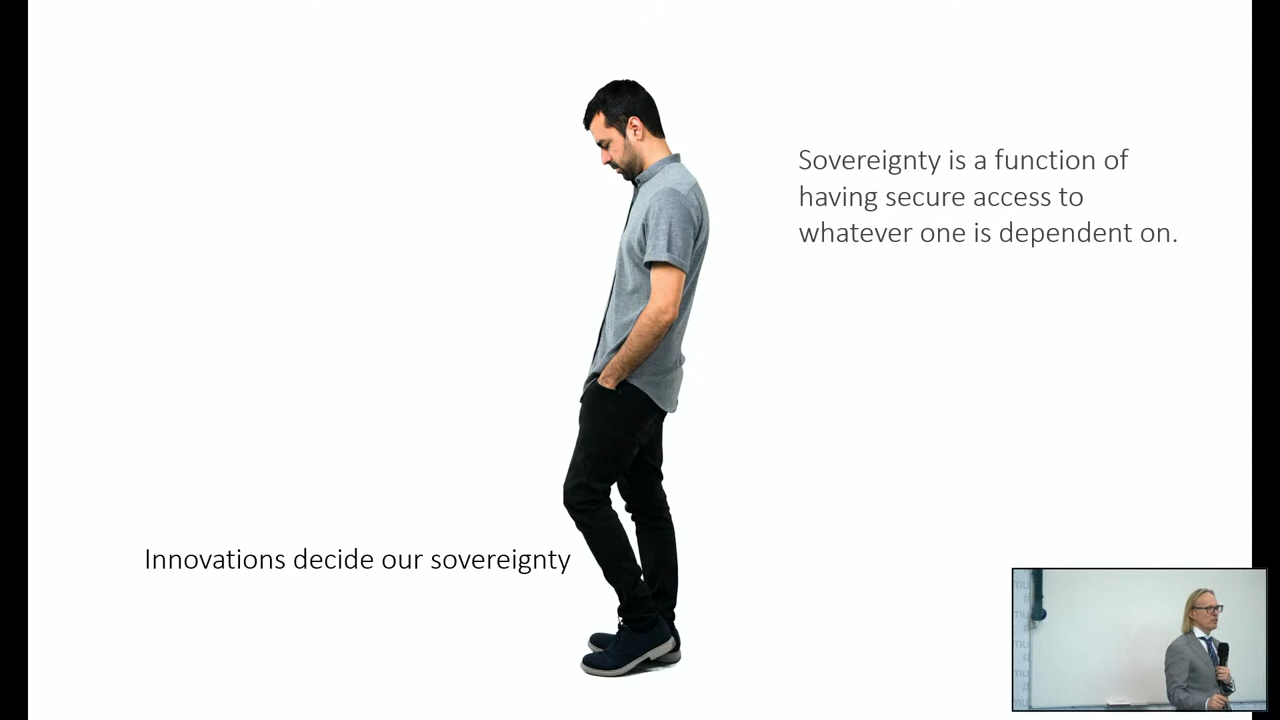 Sovereignty is a function of
having secure access to
whatever one is dependent on.
Innovations decide our sovereignty